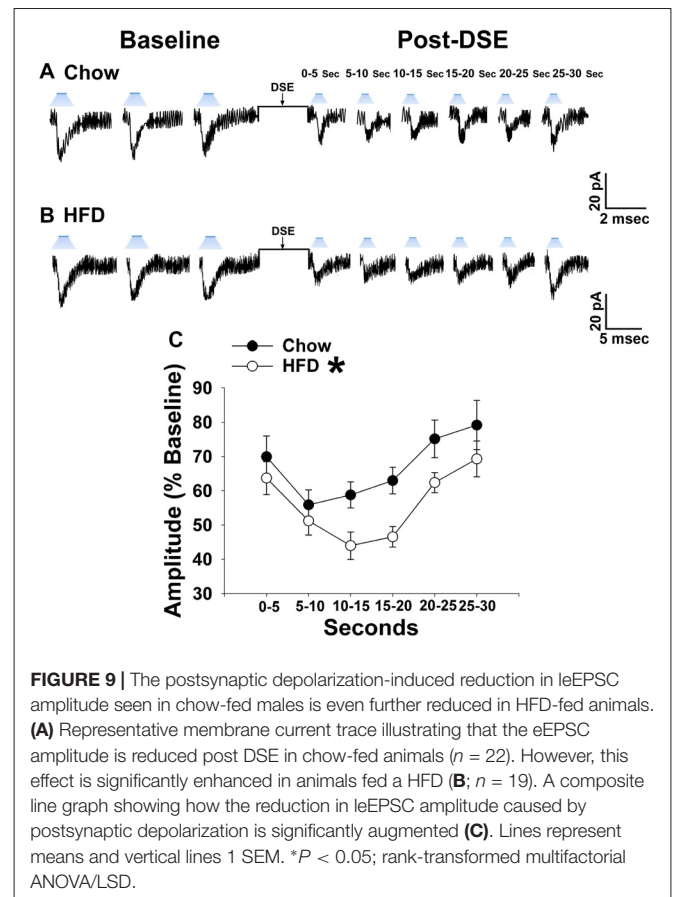 Baseline Post-DSE
A Chow
0-5 Sec 5-10 Sec 10-15 Sec 15-20 Sec 20-25 Sec 25-30 Sec
DSE
20 pA
2 msec
B HFD
DSE
20 pA
5 msec
C
Chow
HFD *
Amplitude (% Baseline)
90
80
70
60
50
40
30
0-5 5-10 10-15 15-20 20-25 25-30
Seconds
FIGURE 9 | The postsynaptic depolarization-induced reduction in leEPSC
amplitude seen in chow-fed males is even further reduced in HFD-fed animals.
(A) Representative membrane current trace illustrating that the eEPSC
amplitude is reduced post DSE in chow-fed animals (n = 22). However, this
effect is significantly enhanced in animals fed a HFD (B; n = 19). A composite
line graph showing how the reduction in leEPSC amplitude caused by
postsynaptic depolarization is significantly augmented (C). Lines represent
means and vertical lines 1 SEM. *P < 0.05; rank-transformed multifactorial
ANOVA/LSD.